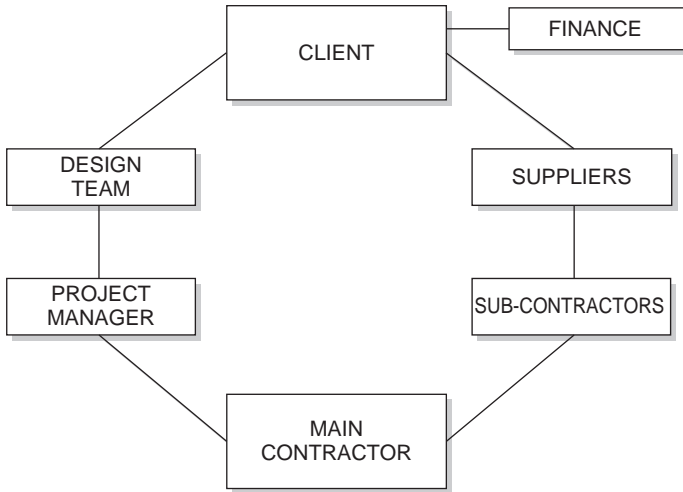 CLIENT
FINANCE
DESIGN
TEAM
SUPPLIERS
PROJECT
MANAGER
SUB-CONTRACTORS
MAIN
CONTRACTOR